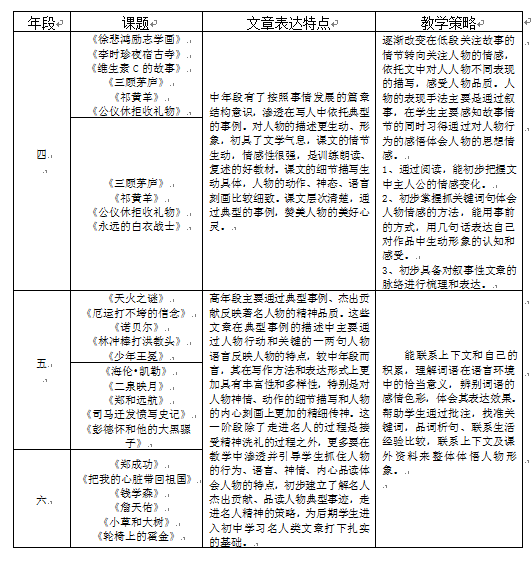 年段 课题 文章表达特点 教学策略
四
《徐悲鸿励志学画》
《李时珍夜宿古寺》
《维生素C的故事》
《三顾茅庐》
《祁黄羊》
《公仪休拒收礼物》
《三顾茅庐》
《祁黄羊》
《公仪休拒收礼物》
《永远的白衣战士》
中年段有了按照事情发展的篇章
结构意识，渗透在写人中依托典型
的事例。对人物的描述更生动、形
象，初具了文学气息，课文的情节
生动，情感性很强，是训练朗读、
复述的好教材。课文的细节描写生
动具体，人物的动作、神态、语言
刻画比较细致。课文层次清楚，通
过典型的事例，赞美人物的美好心
灵。
逐渐改变在低段关注故事的
情节转向关注人物的情感，
依托文中对人人物不同表现
的描写，感受人物品质。人
物的表现手法主要是通过叙
事，在学生主要感知故事情
节的同时习得通过对人物行
为的感悟体会人物的思想情
感。
1、通过阅读，能初步把握文
中主人公的情感变化。
2、初步掌握抓关键词句体会
人物情感的方法，能用事前
的方式，用几句话表达自己
对作品中生动形象的认知和
感受。
3、初步具备对叙事性文章的
脉络进行梳理和表达。
五
《天火之谜》
《厄运打不垮的信念》
《诺贝尔》
《林冲棒打洪教头》
《少年王冕》
《海伦•凯勒》
《二泉映月》
《郑和远航》
《司马迁发愤写史记》
《彭德怀和他的大黑骡
子》
六
《郑成功》
《把我的心脏带回祖国》
《钱学森》
《詹天佑》
《小草和大树》
《轮椅上的霍金》
高年段主要通过典型事例、杰出贡
献反映著名人物的精神品质。这些
文章在典型事例的描述中主要通
过人物行动和关键的一两句人物
语言反映人物的特点，较中年段而
言，其在写作方法和表达形式上更
加具有丰富性和多样性，特别是对
人物神情、动作的细节描写和人物
的内心刻画上更加的精细传神。这
一阶段除了走进名人的过程是接
受精神洗礼的过程之外，更多要在
教学中渗透并引导学生抓住人物
的行为、语言、神情、内心品读体
会人物的特点，初步建立了解名人
杰出贡献、品读人物典型事迹，走
进名人精神的策略，为后期学生进
入初中学习名人类文章打下扎实
的基础。
能联系上下文和自己的
积累，理解词语在语言环境
中的恰当意义，辨别词语的
感情色彩，体会其表达效果。
帮助学生通过批注，找准关
键词，品词析句、联系生活
经验比较，联系上下文及课
外资料来整体体悟人物形
象。